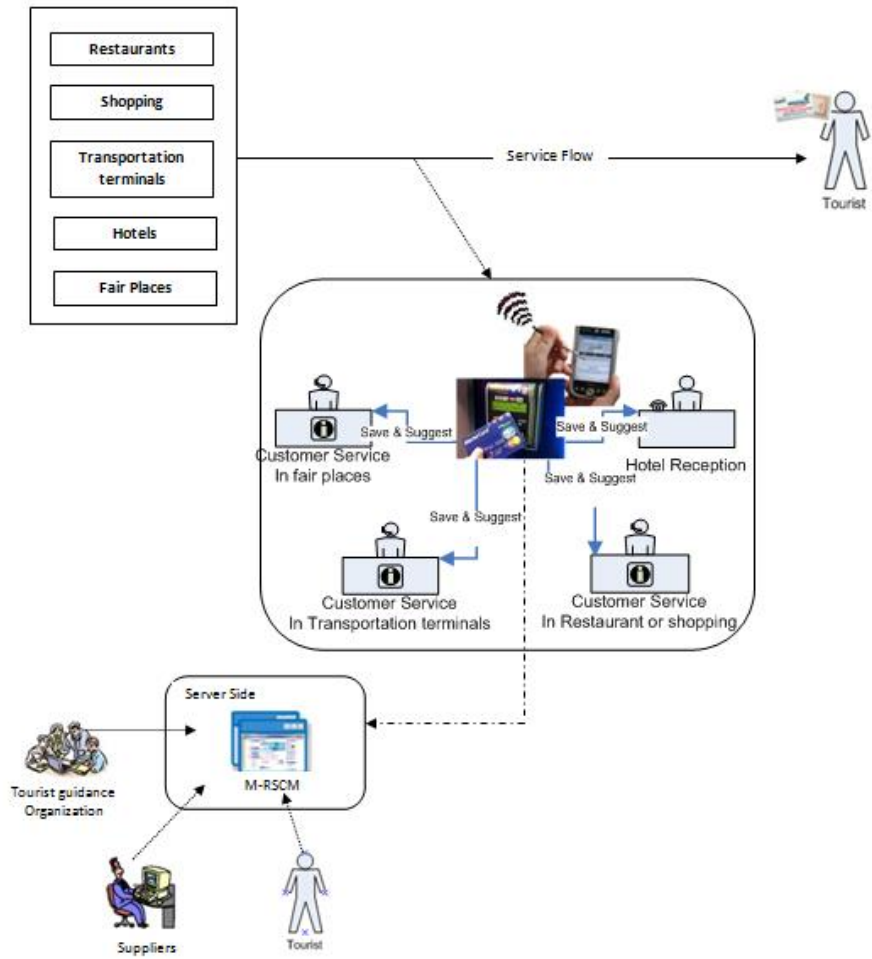 Restaurants
Shopping
Transportation
terminals
Hotels
Fair Places
Service Flow
Tourist
Save & Suggest
Save & Suggest
Customer Service
In fair places
Hotel Reception
Save & Suggest
Save & Suggest
Customer Service
In Transportation terminals
Customer Service
In Restaurant or shopping
Server Side
M-RSCM
Tourist guidance
Organization
Suppliers
Tourist